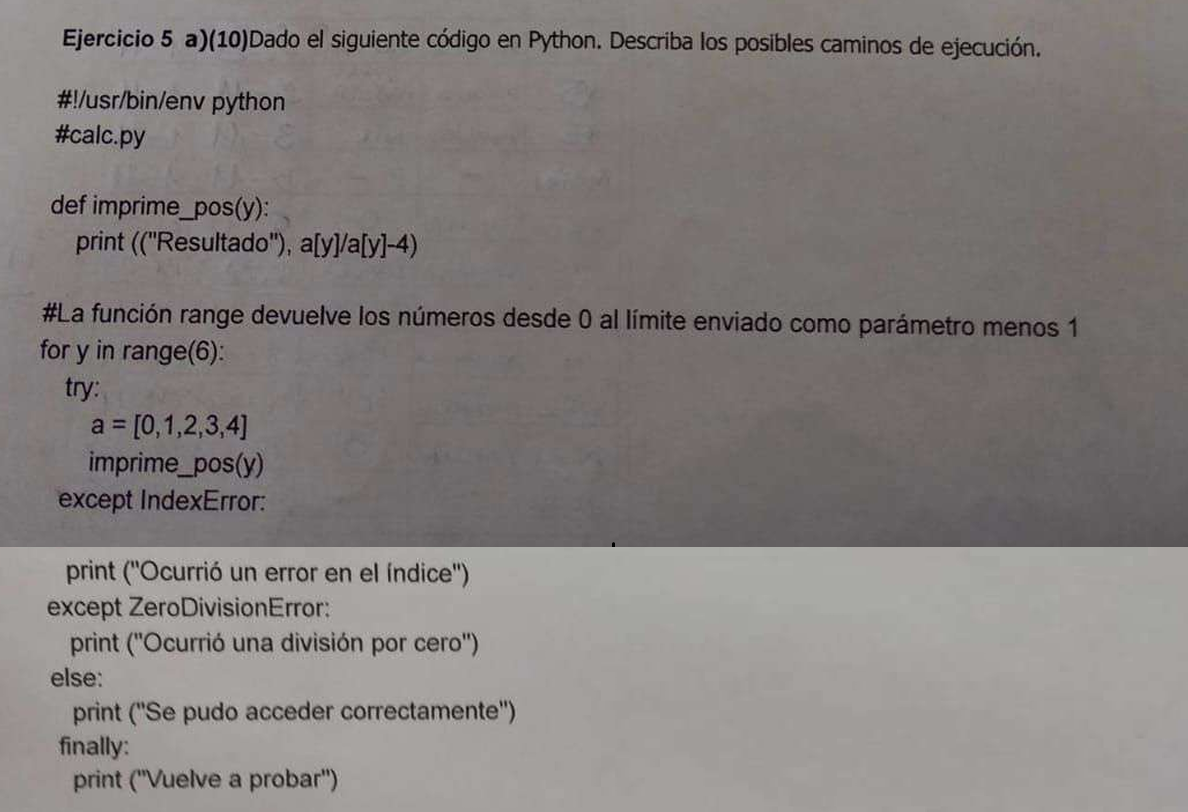 Ejercicio 5 a)(10)Dado el siguiente código en Python. Describa los posibles caminos de ejecución.
#!/usr/bin/env python
#calc.py
def imprime_pos(y):
print (("Resultado"), a[y]/a[y]-4)
#La función range devuelve los números desde 0 al límite enviado como parámetro menos 1
for y in range(6):
try:
a = [0,1,2,3,4]
imprime_pos(y)
except IndexError:
print ("Ocurrió un error en el índice")
except ZeroDivisionError:
print ("Ocurrió una división por cero")
else:
print ("Se pudo acceder correctamente")
finally:
print ("Vuelve a probar")